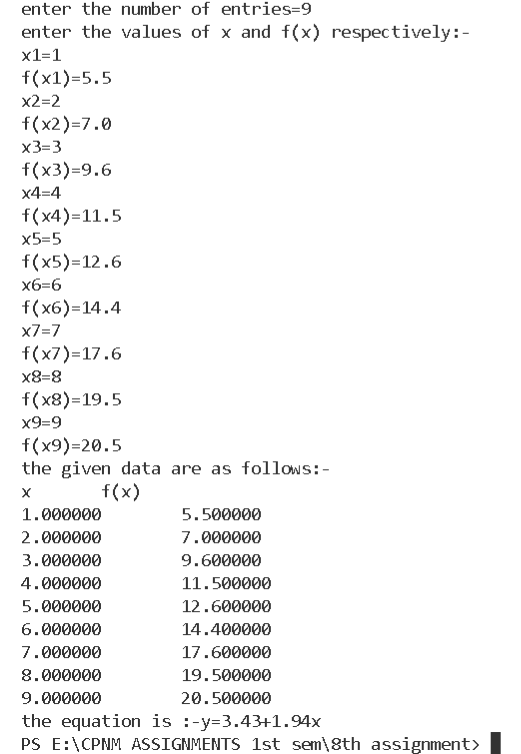 enter the number of entries=9
enter the values of x and f(x) respectively:-
x1=1
f(x1)=5.5
x2=2
f(x2)=7.0
x3=3
f(x3)=9.6
x4=4
f(x4)=11.5
x5=5
f(x5)=12.6
x6=6
f(x6)=14.4
x7=7
f(x7)=17.6
x8=8
f(x8)=19.5
x9=9
f(x9)=20.5
the given data are as follows:-
x f(x)
1.000000 5.500000
2.000000 7.000000
3.000000 9.600000
4.000000 11.500000
5.000000 12.600000
6.000000 14.400000
7.000000 17.600000
8.000000 19.500000
9.000000 20.500000
the equation is :-y=3.43+1.94x
PS E:\CPNM ASSIGNMENTS 1st sem\8th assignment>